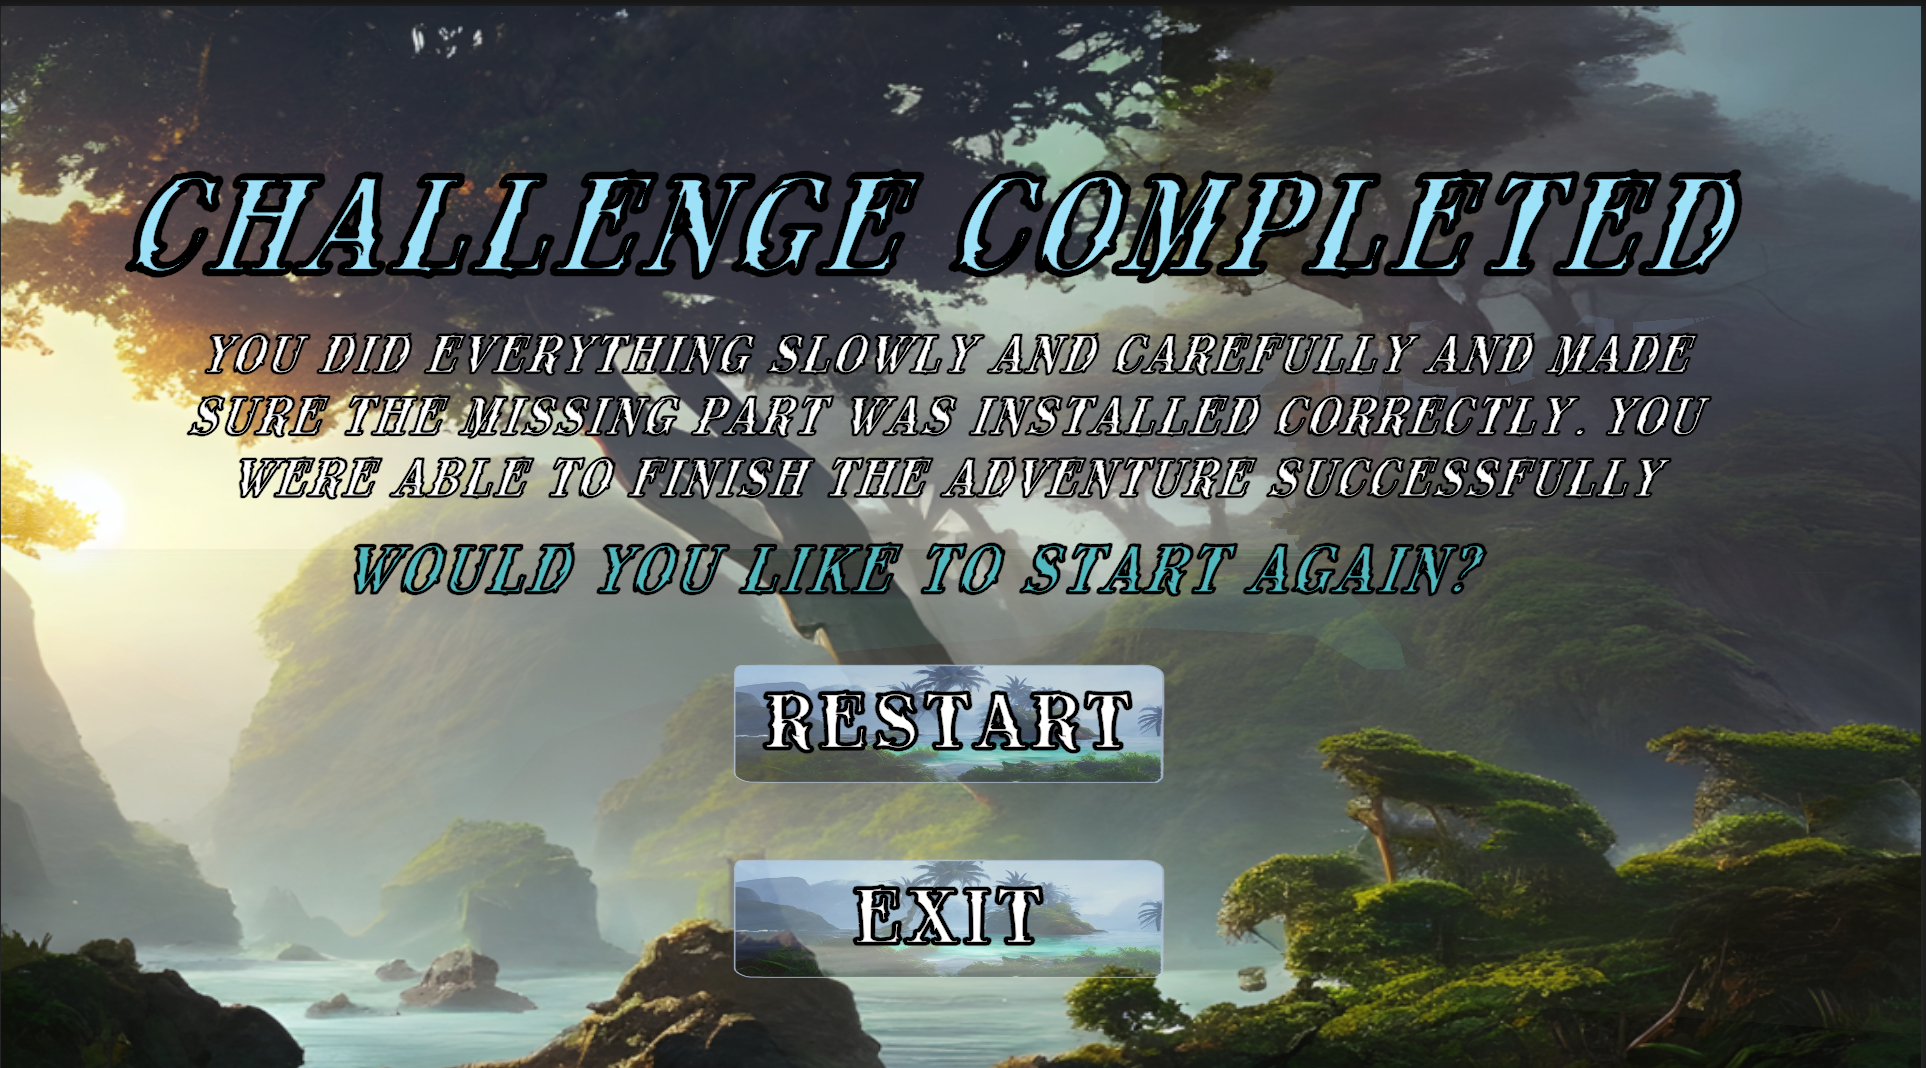 CHALLENGE COMPLETED
YOU DID EVERYTHING SLOWLY AND CAREFULLY AND MADE
SURE THE MISSING PART WAS INSTALLED CORRECTLY. YOU
WERE ABLE TO FINISH THE ADVENTURE SUCCESSFULLY
WOULD YOU LIKE TO START AGAIN?
RESTART
EXIT